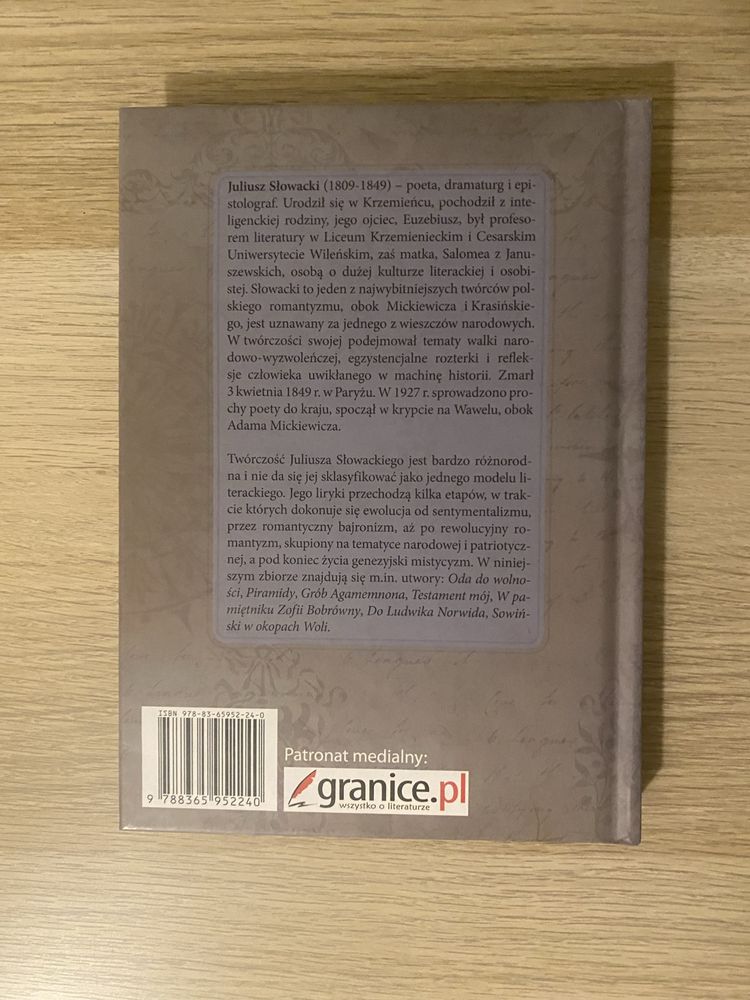 Juliusz Słowacki (1809-1849) – poeta, dramaturg i epi-
stolograf. Urodził się w Krzemieńcu, pochodził z inte-
ligenckiej rodziny, jego ojciec, Euzebiusz, był profeso-
rem literatury w Liceum Krzemienieckim i Cesarskim
Uniwersytecie Wileńskim, zaś matka, Salomea z Janu-
szewskich, osobą o dużej kulturze literackiej i osobi-
stej. Słowacki to jeden z najwybitniejszych twórców pol-
skiego romantyzmu, obok Mickiewicza i Krasińskie-
go, jest uznawany za jednego z wieszczów narodowych.
W twórczości swojej podejmował tematy walki naro-
dowo-wyzwoleńczej, egzystencjalne rozterki i reflek-
sje człowieka uwikłanego w machinę historii. Zmarł
3 kwietnia 1849 r. w Paryżu. W 1927 r. sprowadzono pro-
chy poety do kraju, spoczął w krypcie na Wawelu, obok
Adama Mickiewicza.
Twórczość Juliusza Słowackiego jest bardzo różnorod-
na i nie da się jej sklasyfikować jako jednego modelu li-
terackiego. Jego liryki przechodzą kilka etapów, w trak-
cie których dokonuje się ewolucja od sentymentalizmu,
przez romantyczny bajronizm, aż po rewolucyjny ro-
mantyzm, skupiony na tematyce narodowej i patriotycz-
nej, a pod koniec życia genezyjski mistycyzm. W niniej-
szym zbiorze znajdują się m.in. utwory: Oda do wolno-
ści, Piramidy, Grób Agamemnona, Testament mój, W pa-
miętniku Zofii Bobrówny, Do Ludwika Norwida, Sowiń-
ski w okopach Woli.
ISBN 978-83-65952-24-0
9 788365 952240
Patronat medialny:
granice.pl
wszystko o literaturze